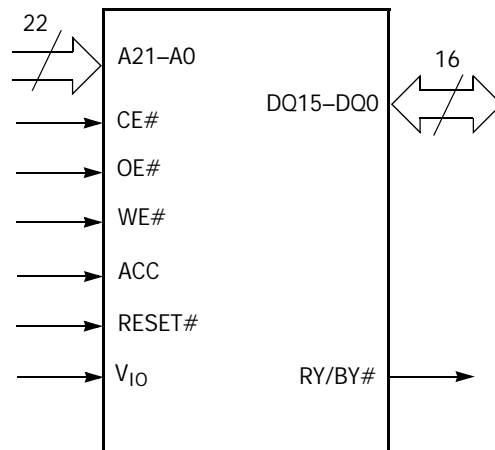 22
A21–A0
16
DQ15–DQ0
CE#
OE#
WE#
ACC
RESET#
VIO
RY/BY#